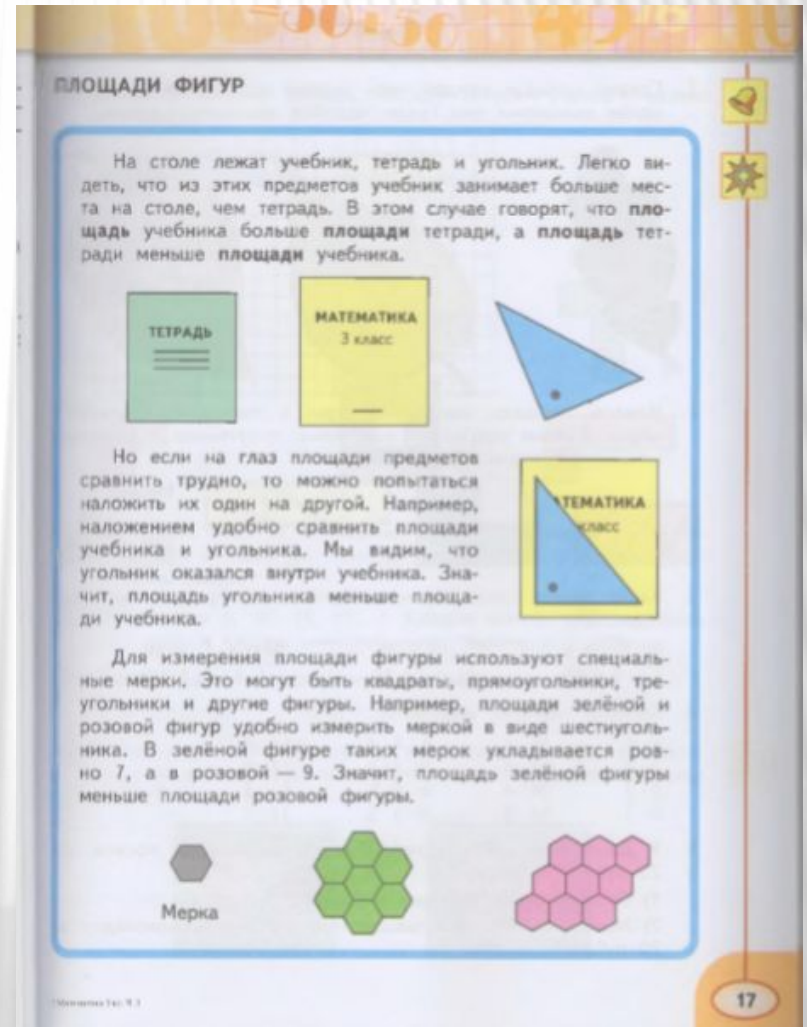 ПЛОЩАДИ ФИГУР
На столе лежат учебник, тетрадь и угольник. Легко ви-
деть, что из этих предметов учебник занимает больше мес-
та на столе, чем тетрадь. В этом случае говорят, что пло-
щадь учебника больше площади тетради, а площадь тет-
ради меньше площади учебника.
ТЕТРАДЬ
МАТЕМАТИКА
3 класс
Но если на глаз площади предметов
сравнить трудно, то можно попытаться
наложить их один на другой. Например,
наложением удобно сравнить площади
учебника и угольника. Мы видим, что
угольник оказался внутри учебника. Зна-
чит, площадь угольника меньше площа-
ди учебника.
АТЕМАТИКА
класс
Для измерения площади фигуры используют специаль-
ные мерки. Это могут быть квадраты, прямоугольники, тре-
угольники и другие фигуры. Например, площади зелёной и
розовой фигур удобно измерить меркой в виде шестиуголь-
ника. В зелёной фигуре таких мерок укладывается ров-
но 7, а в розовой — 9. Значит, площадь зелёной фигуры
меньше площади розовой фигуры.
Мерка
17